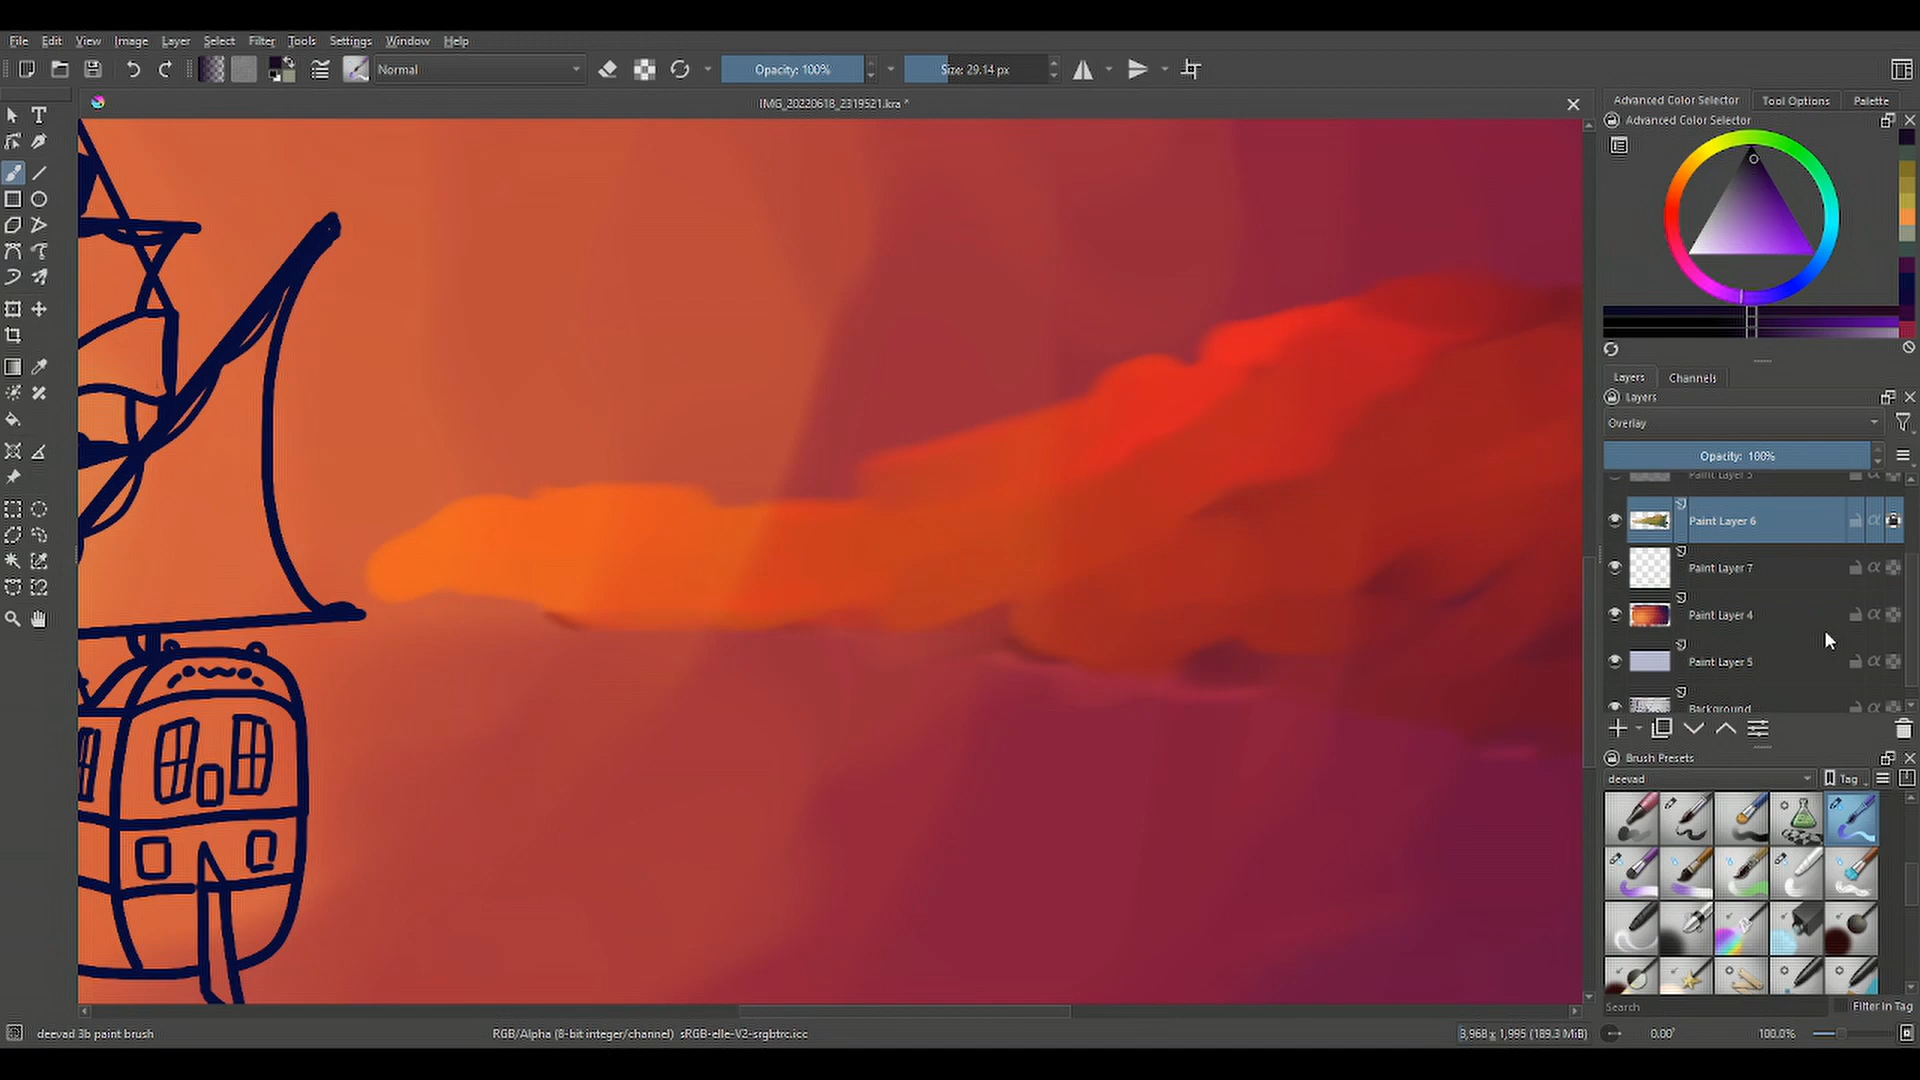 File Edit View Image Layer Select Filter Tools Settings Window Help
Normal
Opacity: 100%
Size: 29.14 px
IMG_20220618_2319521.kra *
Advanced Color Selector
Tool Options
Palette
Advanced Color Selector
Layers
Channels
Layers
Overlay
Opacity: 100%
Paint Layer 6
Paint Layer 7
Paint Layer 4
Paint Layer 5
Background
Brush Presets
deevad
Tag
Search
Filter in Tag
deevad 3b paint brush
RGB/Alpha (8-bit integer/channel) sRGB-elle-V2-srgbtrc.icc
3,968 x 1,995 (189.3 MiB)
0.00°
100.0%